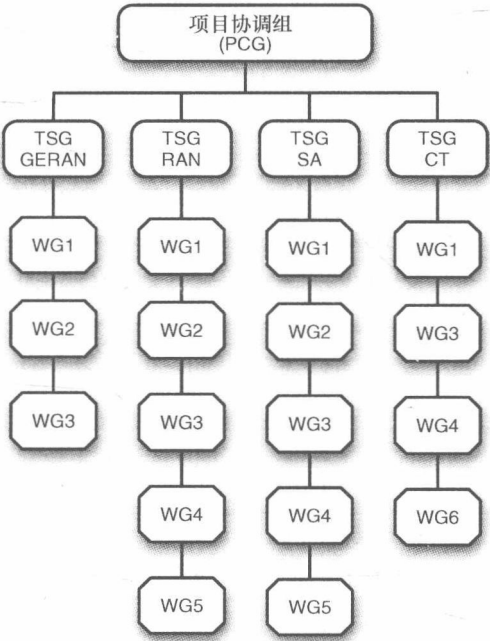 项目协调组
(PCG)
TSG
GERAN
TSG
RAN
TSG
SA
TSG
CT
WG1
WG1
WG1
WG1
WG2
WG2
WG2
WG3
WG3
WG3
WG3
WG4
WG4
WG4
WG6
WG5
WG5